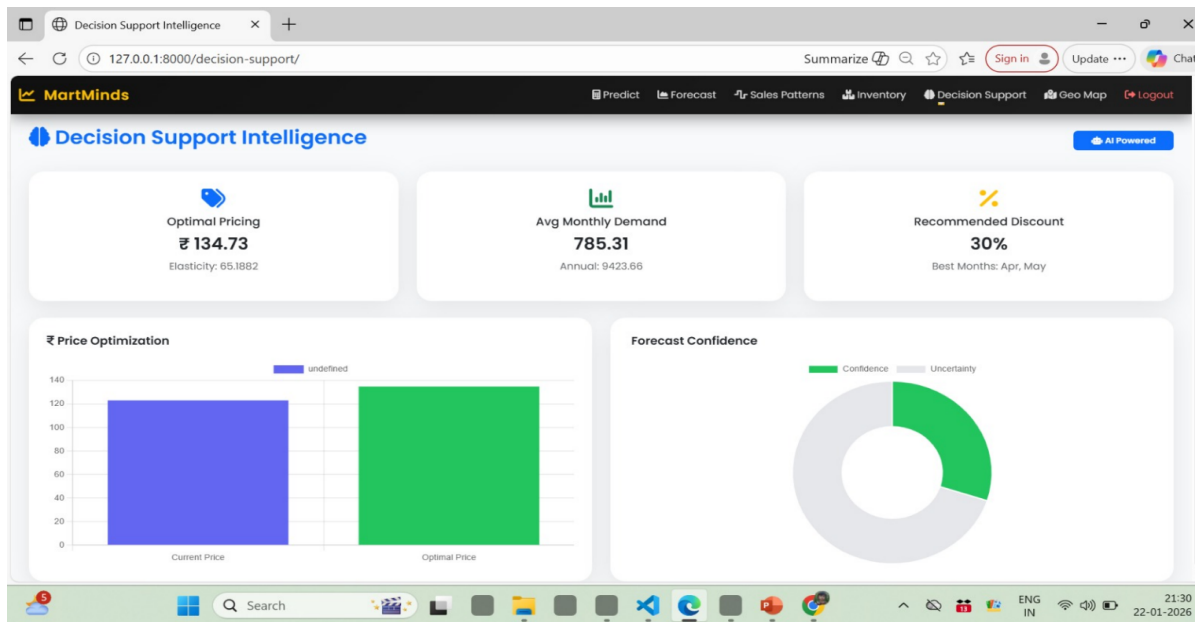 Decision Support Intelligence
127.0.0.1:8000/decision-support/
Summarize
Sign in
Update
Chat
MartMinds
Predict
Forecast
Sales Patterns
Inventory
Decision Support
Geo Map
Logout
Decision Support Intelligence
AI Powered
Optimal Pricing
₹ 134.73
Elasticity: 65.1882
Avg Monthly Demand
785.31
Annual: 9423.66
Recommended Discount
30%
Best Months: Apr, May
₹ Price Optimization
undefined
140
120
100
80
60
40
20
0
Current Price
Optimal Price
Forecast Confidence
Confidence
Uncertainty
5
Search
13
ENG
IN
21:30
22-01-2026